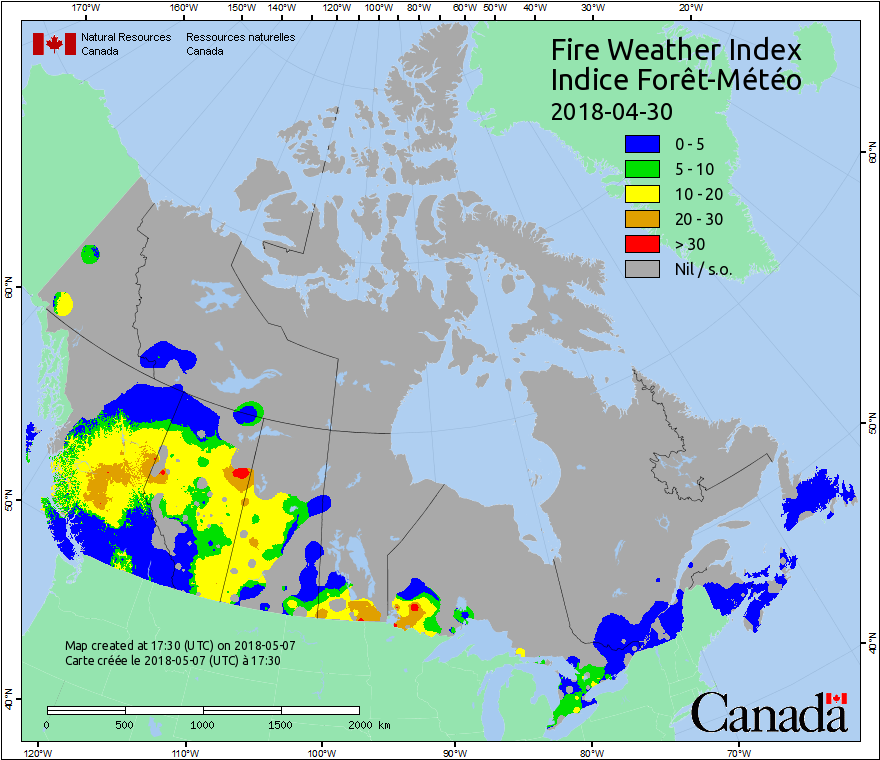 170°W 160°W 150°W 140°W 130°W 120°W 110°W 100°W 90°W 80°W 60°W 50°W 40°W 30°W 20°W
Natural Resources Ressources naturelles
Canada Canada
Fire Weather Index
Indice Forêt-Météo
2018-04-30
0 - 5
5 - 10
10 - 20
20 - 30
> 30
Nil / s.o.
60°N
60°N
50°N
50°N
40°N
40°N
Map created at 17:30 (UTC) on 2018-05-07
Carte créée le 2018-05-07 (UTC) à 17:30
0 500 1000 1500 2000 km
Canada
120°W 110°W 100°W 90°W 80°W 70°W